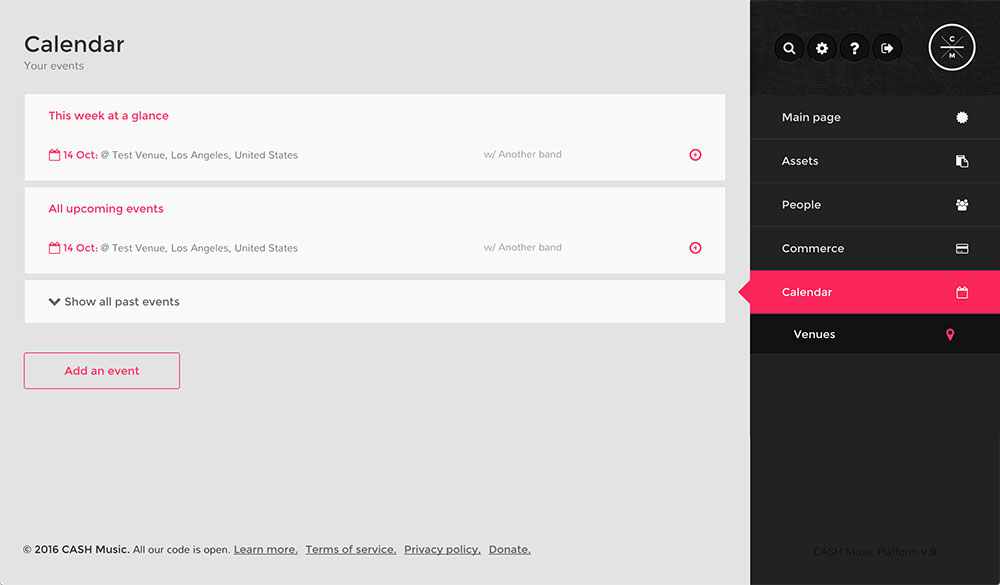 Calendar
Your events
This week at a glance
14 Oct: @ Test Venue, Los Angeles, United States w/ Another band
All upcoming events
14 Oct: @ Test Venue, Los Angeles, United States w/ Another band
Show all past events
Add an event
© 2016 CASH Music. All our code is open. Learn more. Terms of service. Privacy policy. Donate.
C
M
Main page
Assets
People
Commerce
Calendar
Venues
CASH Music Platform v.9